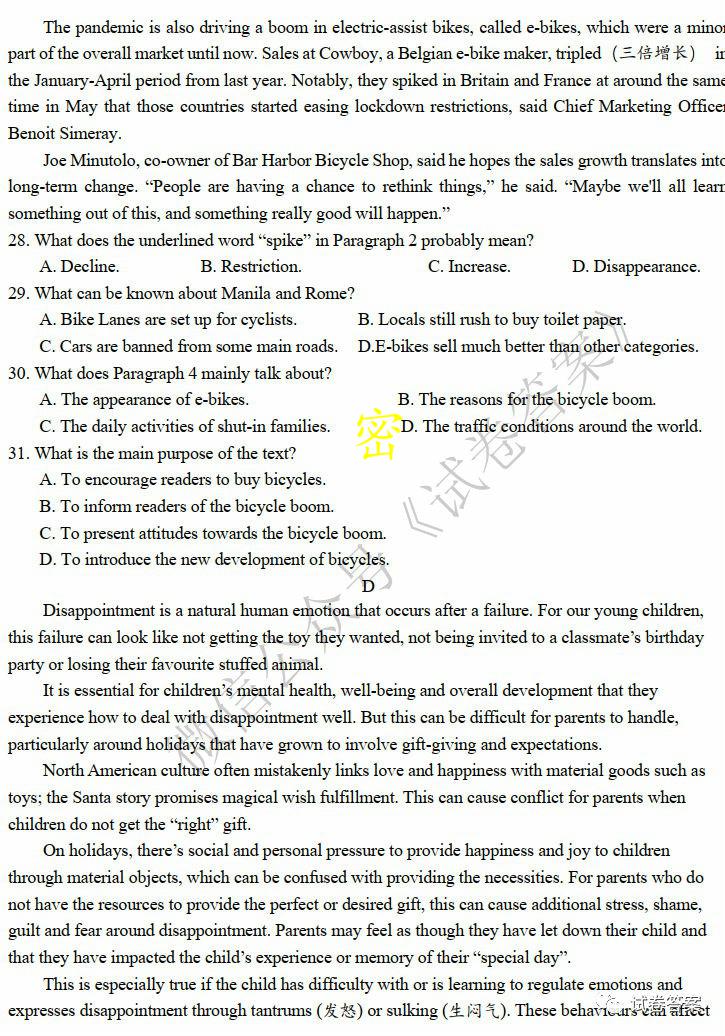 The pandemic is also driving a boom in electric-assist bikes, called e-bikes, which were a minor
part of the overall market until now. Sales at Cowboy, a Belgian e-bike maker, tripled（三倍增长） in
the January-April period from last year. Notably, they spiked in Britain and France at around the same
time in May that those countries started easing lockdown restrictions, said Chief Marketing Officer
Benoit Simeray.
Joe Minutolo, co-owner of Bar Harbor Bicycle Shop, said he hopes the sales growth translates into
long-term change. “People are having a chance to rethink things,” he said. “Maybe we'll all learn
something out of this, and something really good will happen.”
28. What does the underlined word “spike” in Paragraph 2 probably mean?
A. Decline. B. Restriction. C. Increase. D. Disappearance.
29. What can be known about Manila and Rome?
A. Bike Lanes are set up for cyclists. B. Locals still rush to buy toilet paper.
C. Cars are banned from some main roads. D.E-bikes sell much better than other categories.
30. What does Paragraph 4 mainly talk about?
A. The appearance of e-bikes. B. The reasons for the bicycle boom.
C. The daily activities of shut-in families. D. The traffic conditions around the world.
密
31. What is the main purpose of the text?
A. To encourage readers to buy bicycles.
B. To inform readers of the bicycle boom.
C. To present attitudes towards the bicycle boom.
D. To introduce the new development of bicycles.
D
Disappointment is a natural human emotion that occurs after a failure. For our young children,
this failure can look like not getting the toy they wanted, not being invited to a classmate’s birthday
party or losing their favourite stuffed animal.
It is essential for children’s mental health, well-being and overall development that they
experience how to deal with disappointment well. But this can be difficult for parents to handle,
particularly around holidays that have grown to involve gift-giving and expectations.
North American culture often mistakenly links love and happiness with material goods such as
toys; the Santa story promises magical wish fulfillment. This can cause conflict for parents when
children do not get the “right” gift.
On holidays, there’s social and personal pressure to provide happiness and joy to children
through material objects, which can be confused with providing the necessities. For parents who do
not have the resources to provide the perfect or desired gift, this can cause additional stress, shame,
guilt and fear around disappointment. Parents may feel as though they have let down their child and
that they have impacted the child’s experience or memory of their “special day”.
This is especially true if the child has difficulty with or is learning to regulate emotions and
expresses disappointment through tantrums (发怒) or sulking (生闷气). These behaviours can affect
微信公众号《试卷答案》
试卷答案